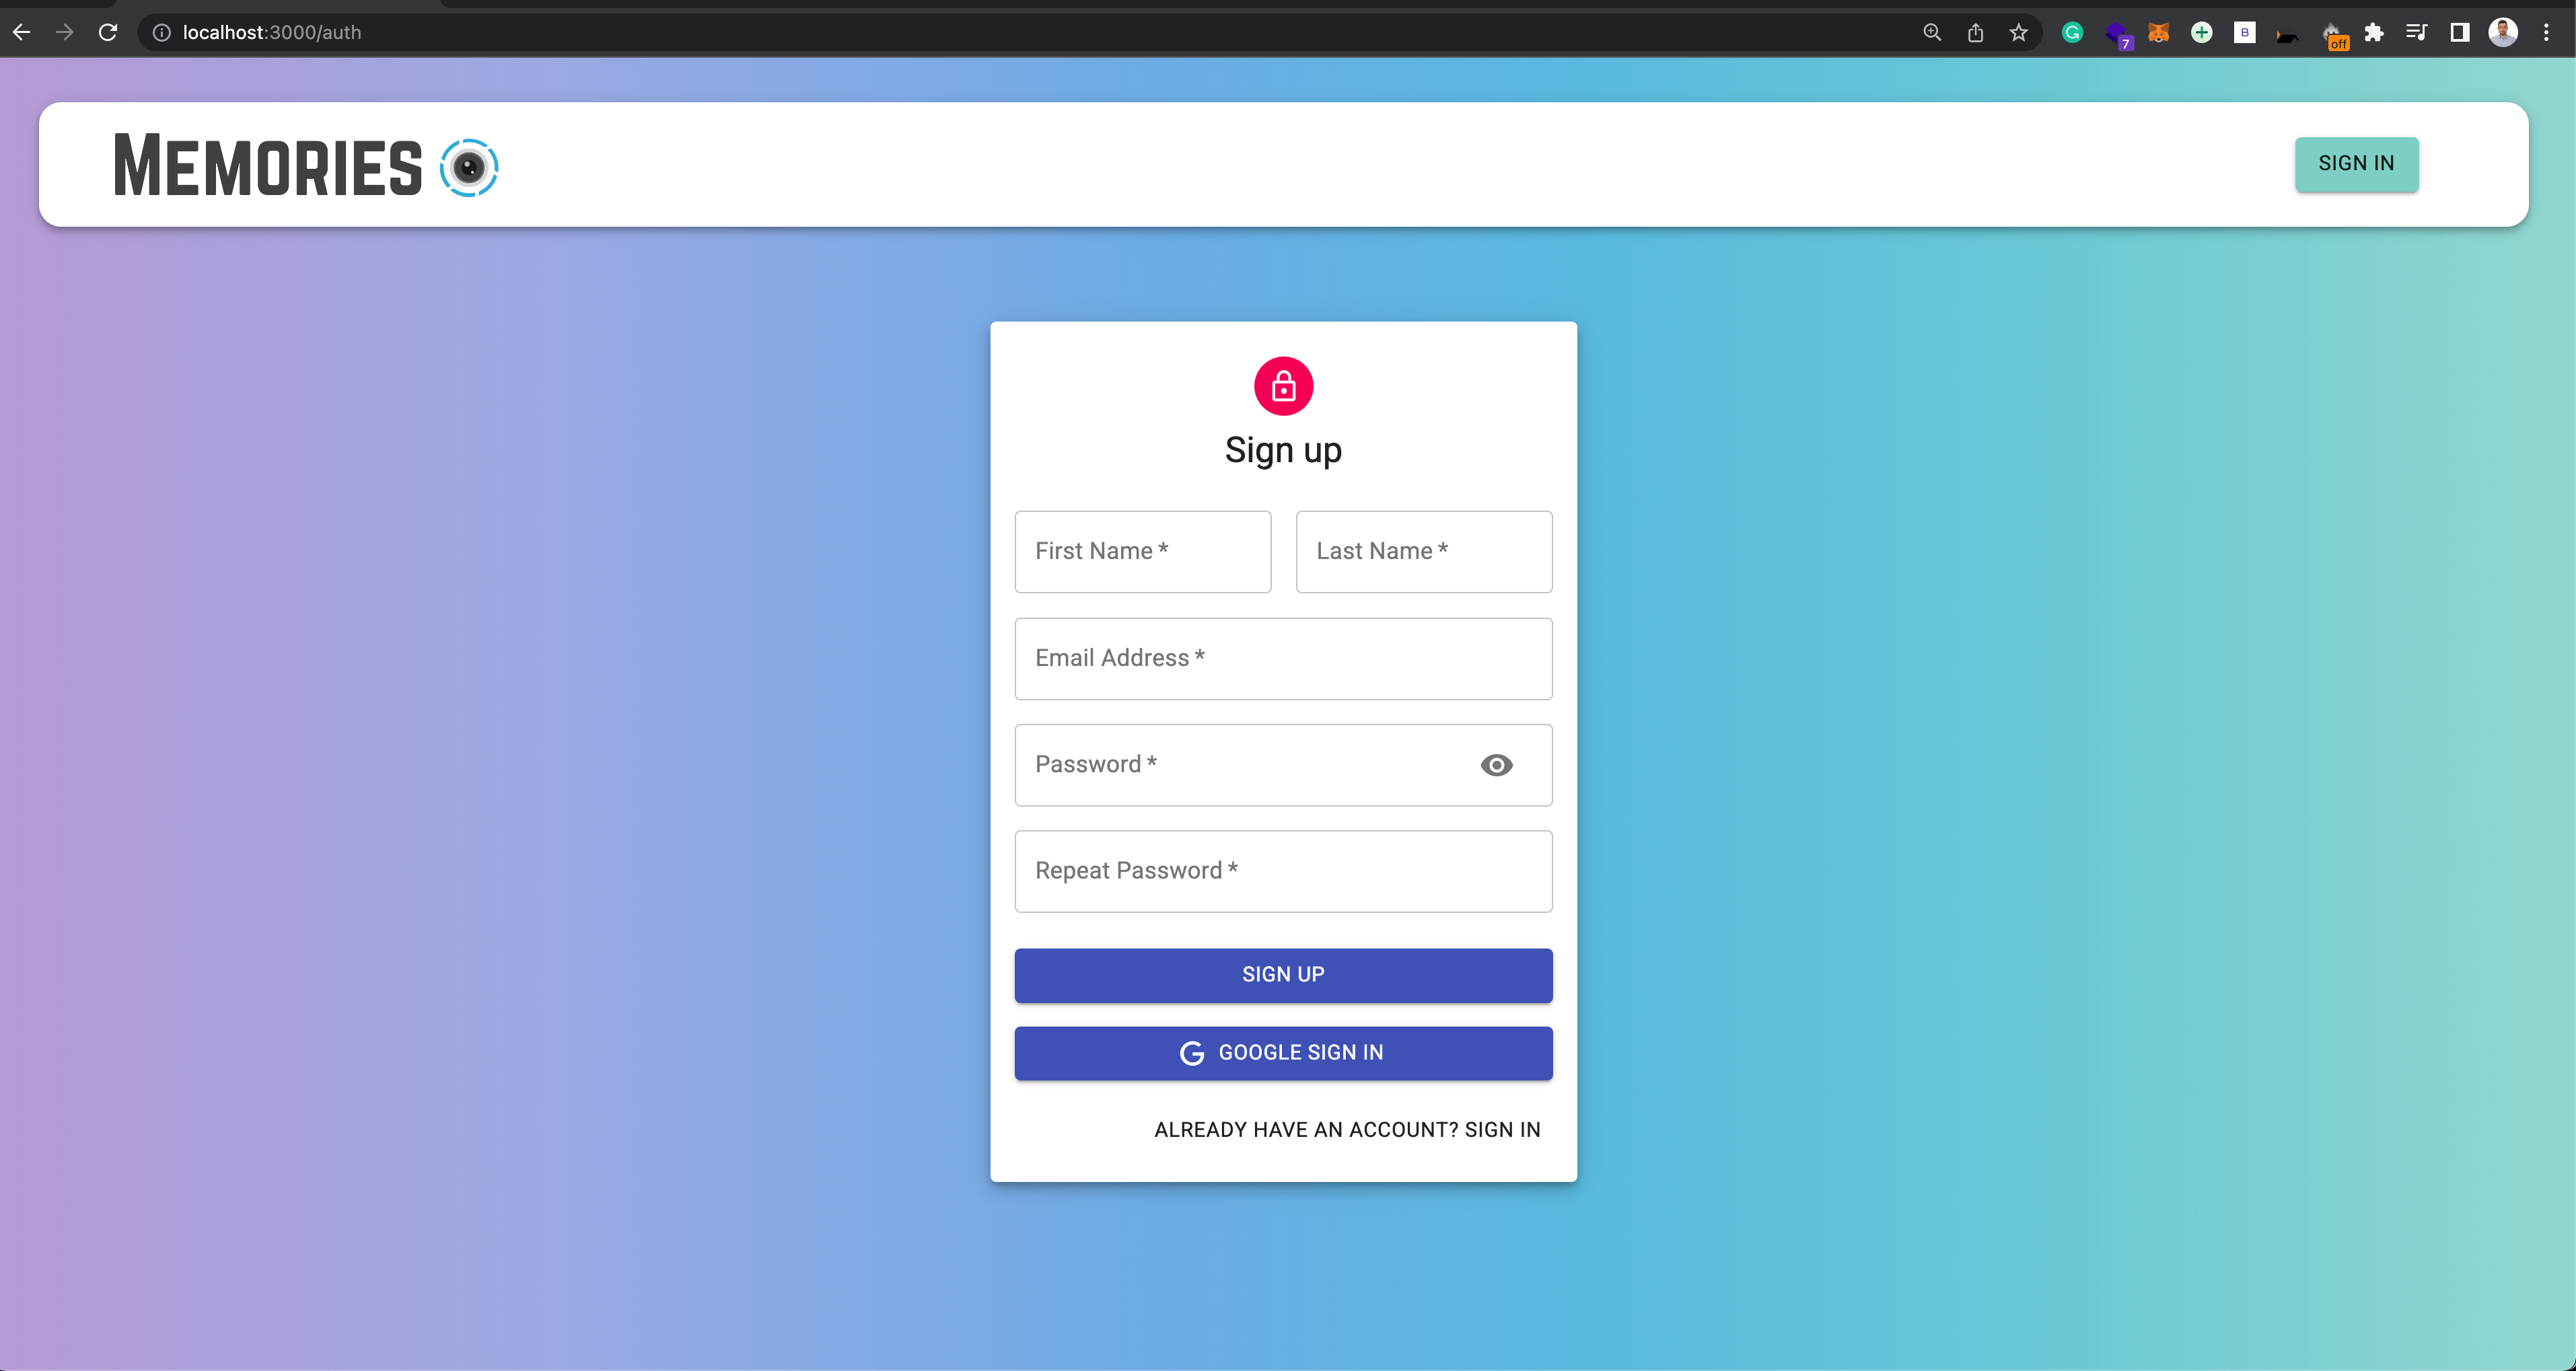 localhost:3000/auth
7
B
off
MEMORIES
SIGN IN
Sign up
First Name *
Last Name *
Email Address *
Password *
Repeat Password *
SIGN UP
G GOOGLE SIGN IN
ALREADY HAVE AN ACCOUNT? SIGN IN